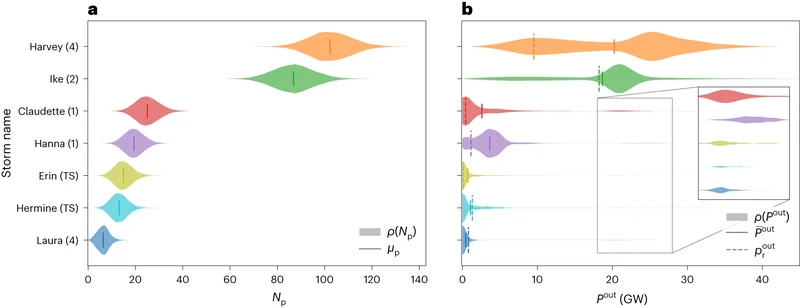 a
Storm name
Harvey (4)
Ike (2)
Claudette (1)
Hanna (1)
Erin (TS)
Hermine (TS)
Laura (4)
ρ(Nₚ)
μₚ
0 20 40 60 80 100 120 140
Nₚ
b
ρ(Pᵒᵘᵗ)
P̅ᵒᵘᵗ
pᵣᵒᵘᵗ
0 10 20 30 40
Pᵒᵘᵗ (GW)